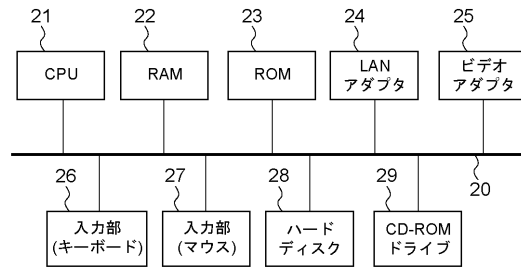 21
22
23
24
25
CPU
RAM
ROM
LAN
アダプタ
ビデオ
アダプタ
20
26
27
28
29
入力部
(キーボード)
入力部
(マウス)
ハード
ディスク
CD-ROM
ドライブ